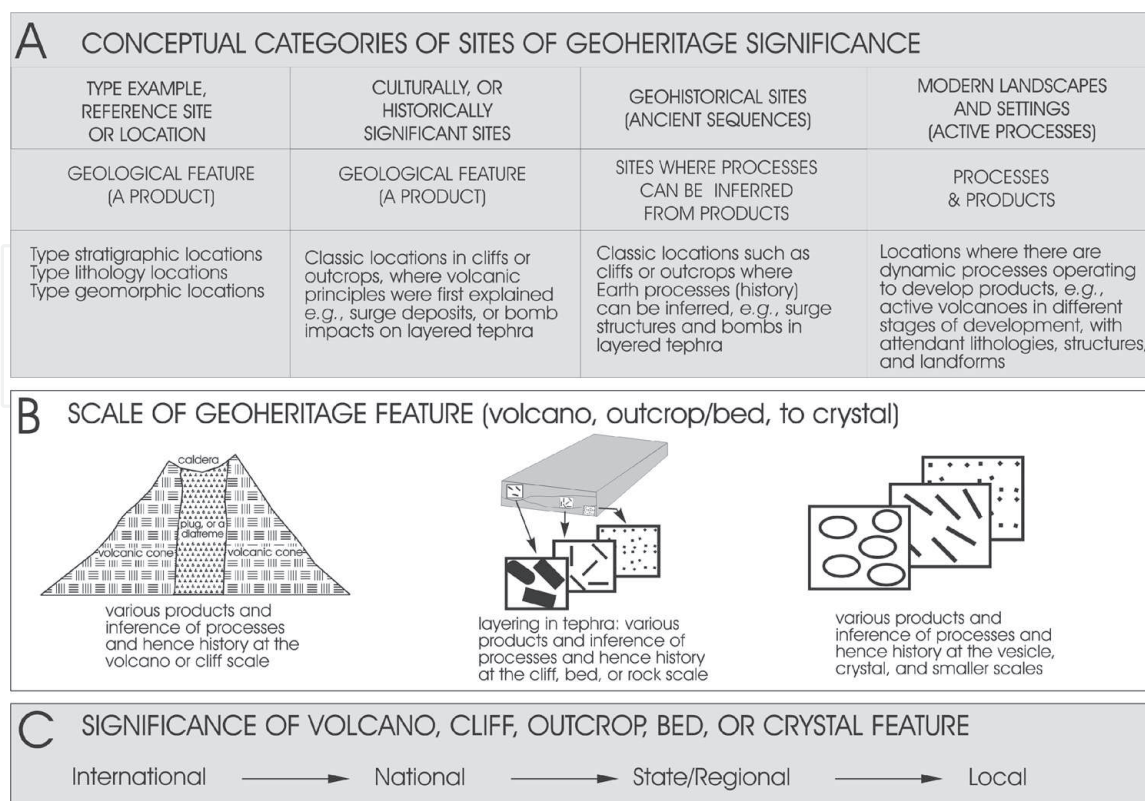 A CONCEPTUAL CATEGORIES OF SITES OF GEOHERITAGE SIGNIFICANCE
TYPE EXAMPLE,
REFERENCE SITE
OR LOCATION
CULTURALLY, OR
HISTORICALLY
SIGNIFICANT SITES
GEOHISTORICAL SITES
(ANCIENT SEQUENCES)
MODERN LANDSCAPES
AND SETTINGS
(ACTIVE PROCESSES)
GEOLOGICAL FEATURE
(A PRODUCT)
GEOLOGICAL FEATURE
(A PRODUCT)
SITES WHERE PROCESSES
CAN BE INFERRED
FROM PRODUCTS
PROCESSES
& PRODUCTS
Type stratigraphic locations
Type lithology locations
Type geomorphic locations
Classic locations in cliffs or
outcrops, where volcanic
principles were first explained
e.g., surge deposits, or bomb
impacts on layered tephra
Classic locations such as
cliffs or outcrops where
Earth processes (history)
can be inferred, e.g., surge
structures and bombs in
layered tephra
Locations where there are
dynamic processes operating
to develop products, e.g.,
active volcanoes in different
stages of development, with
attendant lithologies, structures,
and landforms
B SCALE OF GEOHERITAGE FEATURE (volcano, outcrop/bed, to crystal)
caldera
plug, or a
diatreme
volcanic cone
volcanic cone
various products and
inference of processes
and hence history at the
volcano or cliff scale
layering in tephra: various
products and inference of
processes and hence history
at the cliff, bed, or rock scale
various products and
inference of processes and
hence history at the vesicle,
crystal, and smaller scales
C SIGNIFICANCE OF VOLCANO, CLIFF, OUTCROP, BED, OR CRYSTAL FEATURE
International National State/Regional Local